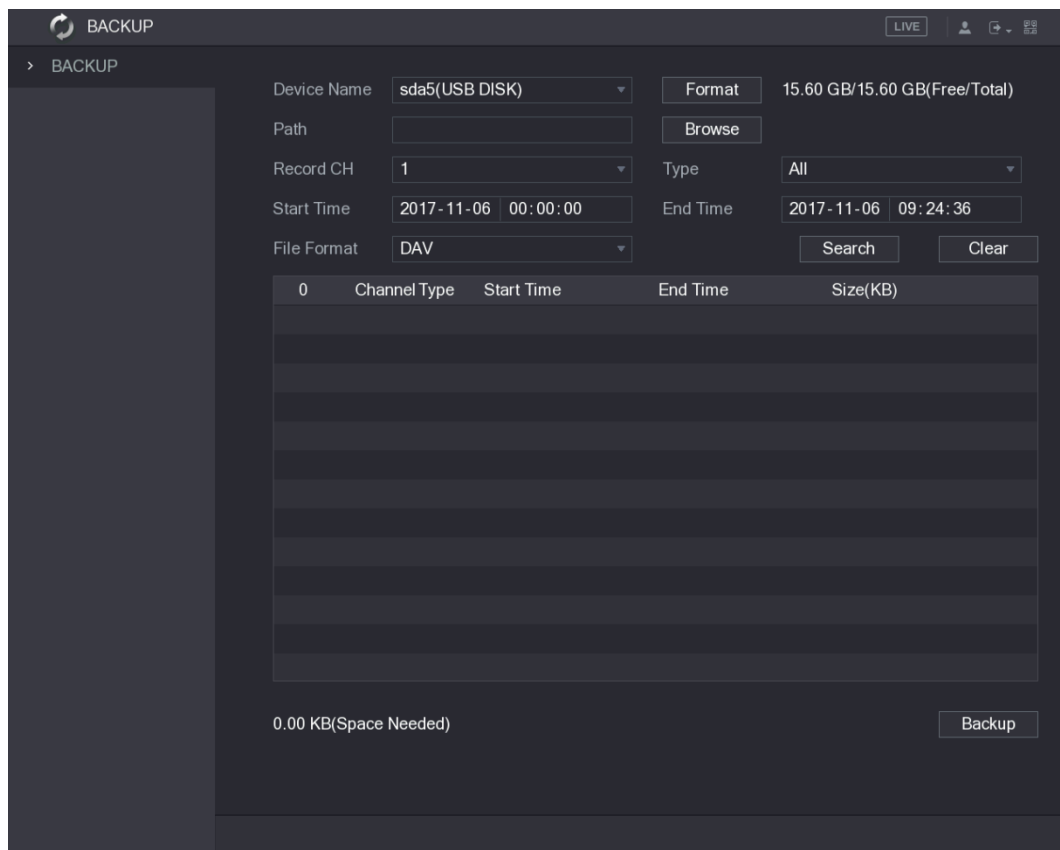 BACKUP LIVE
> BACKUP
Device Name sda5(USB DISK) Format 15.60 GB/15.60 GB(Free/Total)
Path Browse
Record CH 1 Type All
Start Time 2017-11-06 00:00:00 End Time 2017-11-06 09:24:36
File Format DAV Search Clear
0 Channel Type Start Time End Time Size(KB)
0.00 KB(Space Needed) Backup